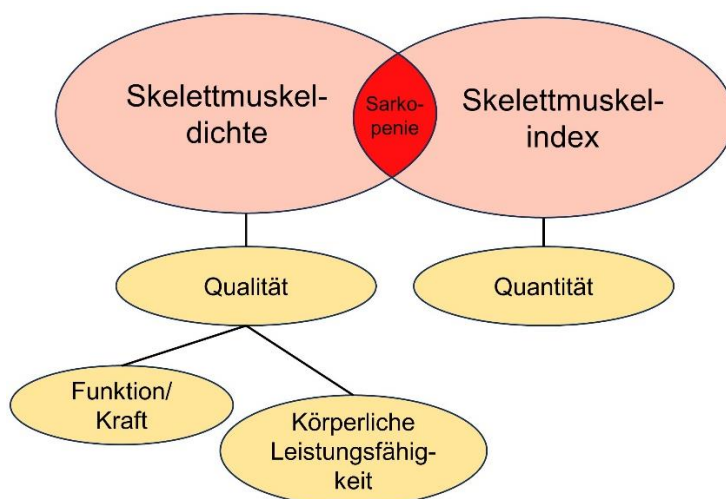 Skelettmuskel-
dichte
Sarko-
penie
Skelettmuskel-
index
Qualität
Quantität
Funktion/
Kraft
Körperliche
Leistungsfähig-
keit